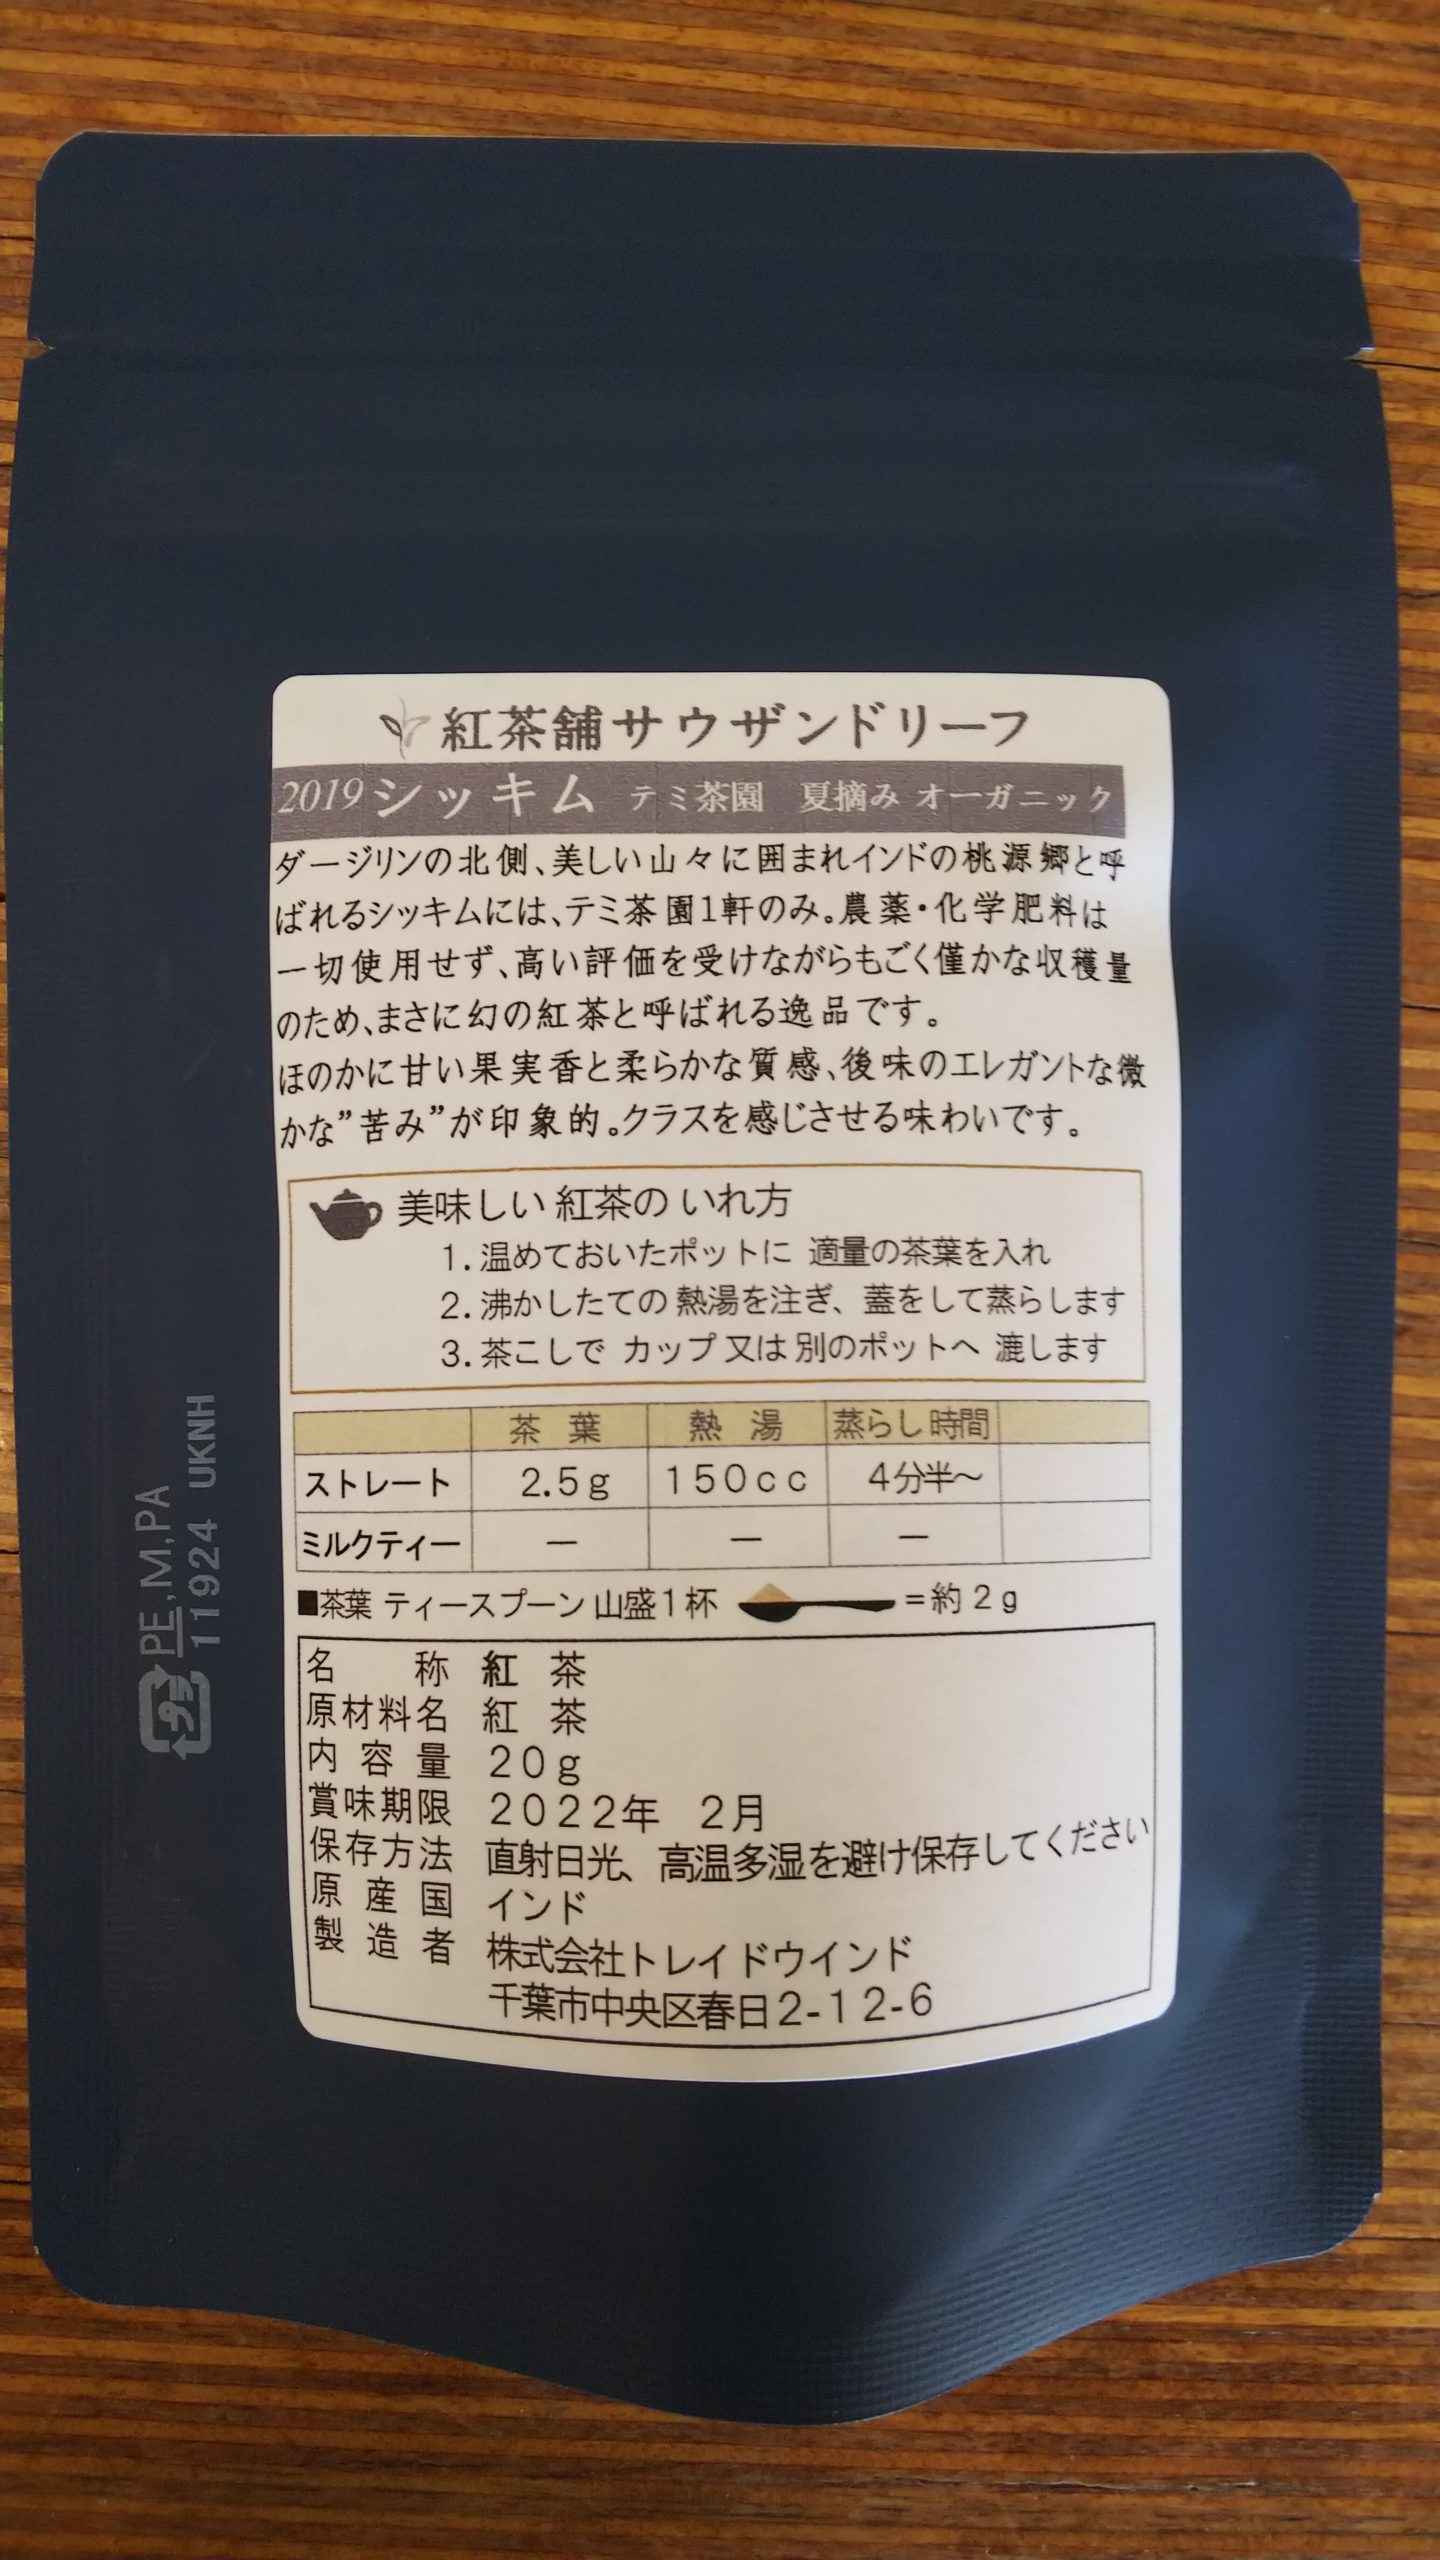 紅茶舗サウザンドリーフ
2019 シッキム テミ茶園 夏摘み オーガニック
ダージリンの北側、美しい山々に囲まれインドの桃源郷と呼
ばれるシッキムには、テミ茶園1軒のみ。農薬・化学肥料は
一切使用せず、高い評価を受けながらもごく僅かな収穫量
のため、まさに幻の紅茶と呼ばれる逸品です。
ほのかに甘い果実香と柔らかな質感、後味のエレガントな微
かな”苦み”が印象的。クラスを感じさせる味わいです。
美味しい紅茶の いれ方
1. 温めておいたポットに 適量の茶葉を入れ
2. 沸かしたての 熱湯を注ぎ、蓋をして蒸らします
3. 茶こしで カップ 又は 別のポットへ 漉します
茶葉 熱湯 蒸らし時間
ストレート 2.5g 150cc 4分半～
ミルクティー ― ― ―
■茶葉 ティースプーン 山盛1杯 =約2g
名称 紅茶
原材料名 紅茶
内容量 20g
賞味期限 2022年 2月
保存方法 直射日光、高温多湿を避け保存してください
原産国 インド
製造者 株式会社トレイドウインド
千葉市中央区春日2-12-6
プラ PE,M,PA
11924 UKNH